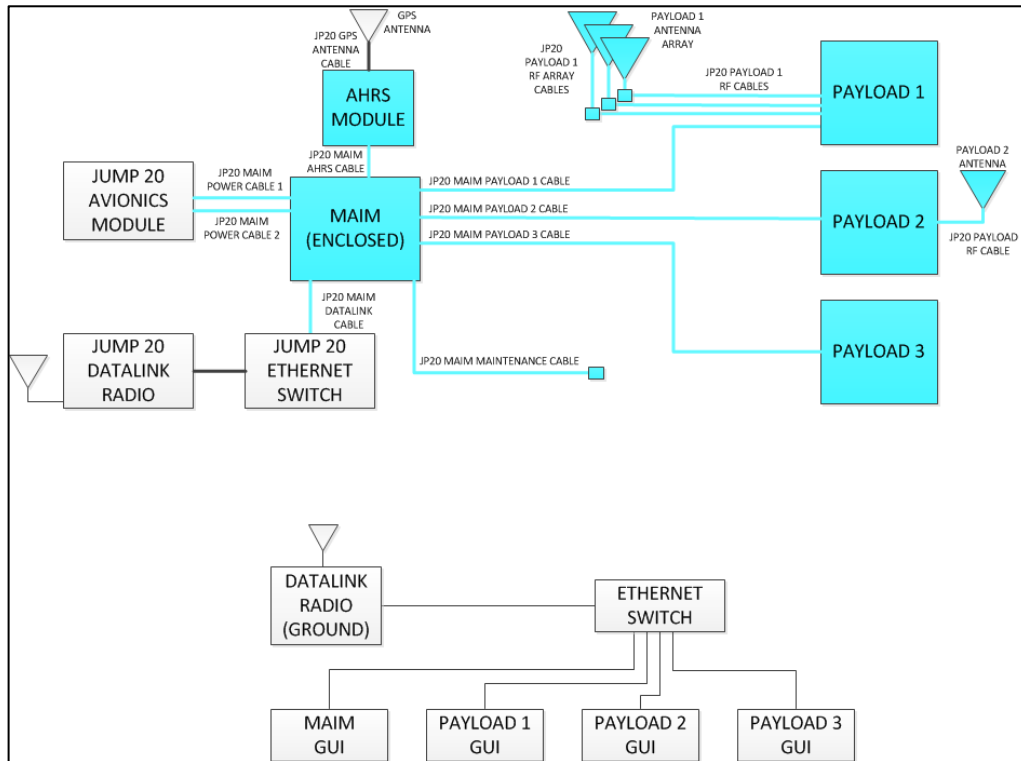 JP20 GPS
ANTENNA
CABLE
GPS
ANTENNA
AHRS
MODULE
JP20 MAIM
AHRS CABLE
JP20
PAYLOAD 1
RF ARRAY
CABLES
PAYLOAD 1
ANTENNA
ARRAY
JP20 PAYLOAD 1
RF CABLES
PAYLOAD 1
JUMP 20
AVIONICS
MODULE
JP20 MAIM
POWER CABLE 1
JP20 MAIM
POWER CABLE 2
MAIM
(ENCLOSED)
JP20 MAIM PAYLOAD 1 CABLE
JP20 MAIM PAYL0AD 2 CABLE
JP20 MAIM PAYLOAD 3 CABLE
PAYLOAD 2
PAYLOAD 2
ANTENNA
JP20 PAYLOAD
RF CABLE
JP20 MAIM
DATALINK
CABLE
JUMP 20
DATALINK
RADIO
JUMP 20
ETHERNET
SWITCH
JP20 MAIM MAINTENANCE CABLE
PAYLOAD 3
DATALINK
RADIO
(GROUND)
ETHERNET
SWITCH
MAIM
GUI
PAYLOAD 1
GUI
PAYLOAD 2
GUI
PAYLOAD 3
GUI